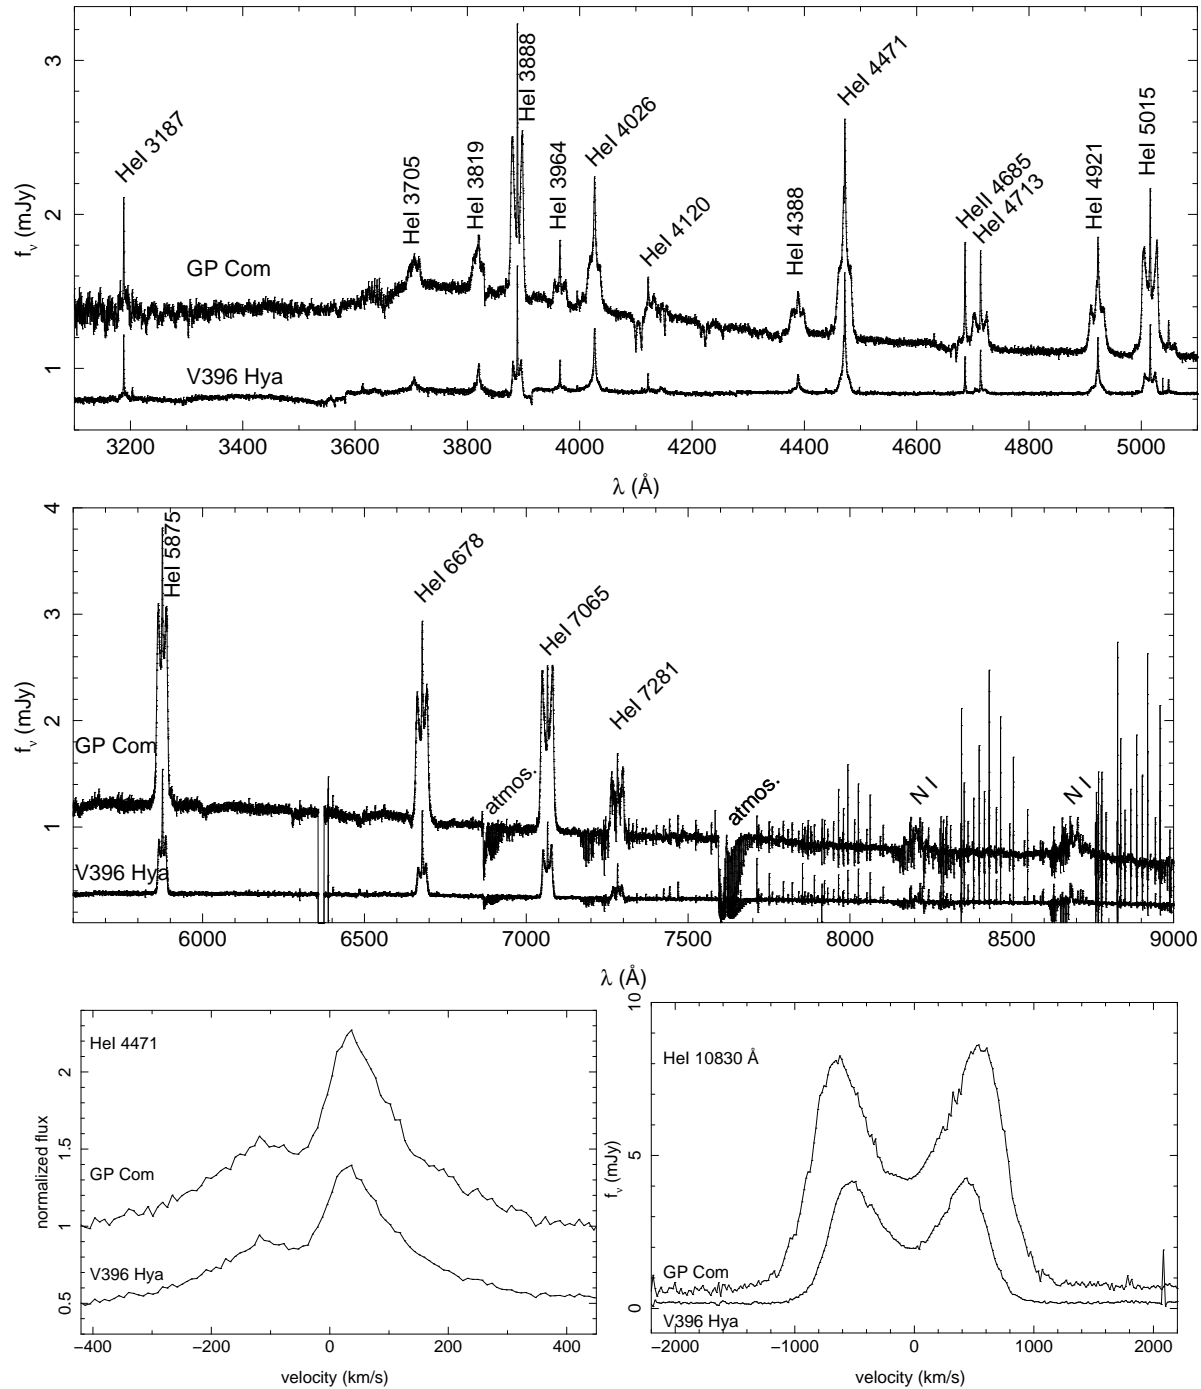 HeI 3187
HeI 3705
HeI 3819
HeI 3888
HeI 3964
HeI 4026
HeI 4120
HeI 4388
HeI 4471
HeII 4685
HeI 4713
HeI 4921
HeI 5015
GP Com
V396 Hya
fν (mJy)
3
2
1
3200 3400 3600 3800 4000 4200 4400 4600 4800 5000
λ (Å)
HeI 5875
HeI 6678
HeI 7065
HeI 7281
atmos.
atmos.
N I
N I
GP Com
V396 Hya
fν (mJy)
4
3
2
1
6000 6500 7000 7500 8000 8500 9000
λ (Å)
HeI 4471
GP Com
V396 Hya
normalized flux
2
1.5
1
0.5
−400 −200 0 200 400
velocity (km/s)
HeI 10830 Å
GP Com
V396 Hya
fν (mJy)
10
5
0
−2000 −1000 0 1000 2000
velocity (km/s)